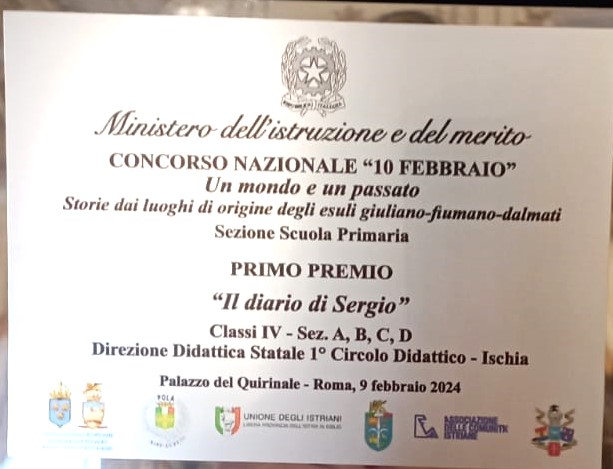 Ministero dell'istruzione e del merito
CONCORSO NAZIONALE “10 FEBBRAIO”
Un mondo e un passato
Storie dai luoghi di origine degli esuli giuliano-fiumano-dalmati
Sezione Scuola Primaria
PRIMO PREMIO
“Il diario di Sergio”
Classi IV - Sez. A, B, C, D
Direzione Didattica Statale 1° Circolo Didattico - Ischia
Palazzo del Quirinale - Roma, 9 febbraio 2024
POLA
UNIONE DEGLI ISTRIANI
ASSOCIAZIONE
DELLE COMUNITÀ
ISTRIANE